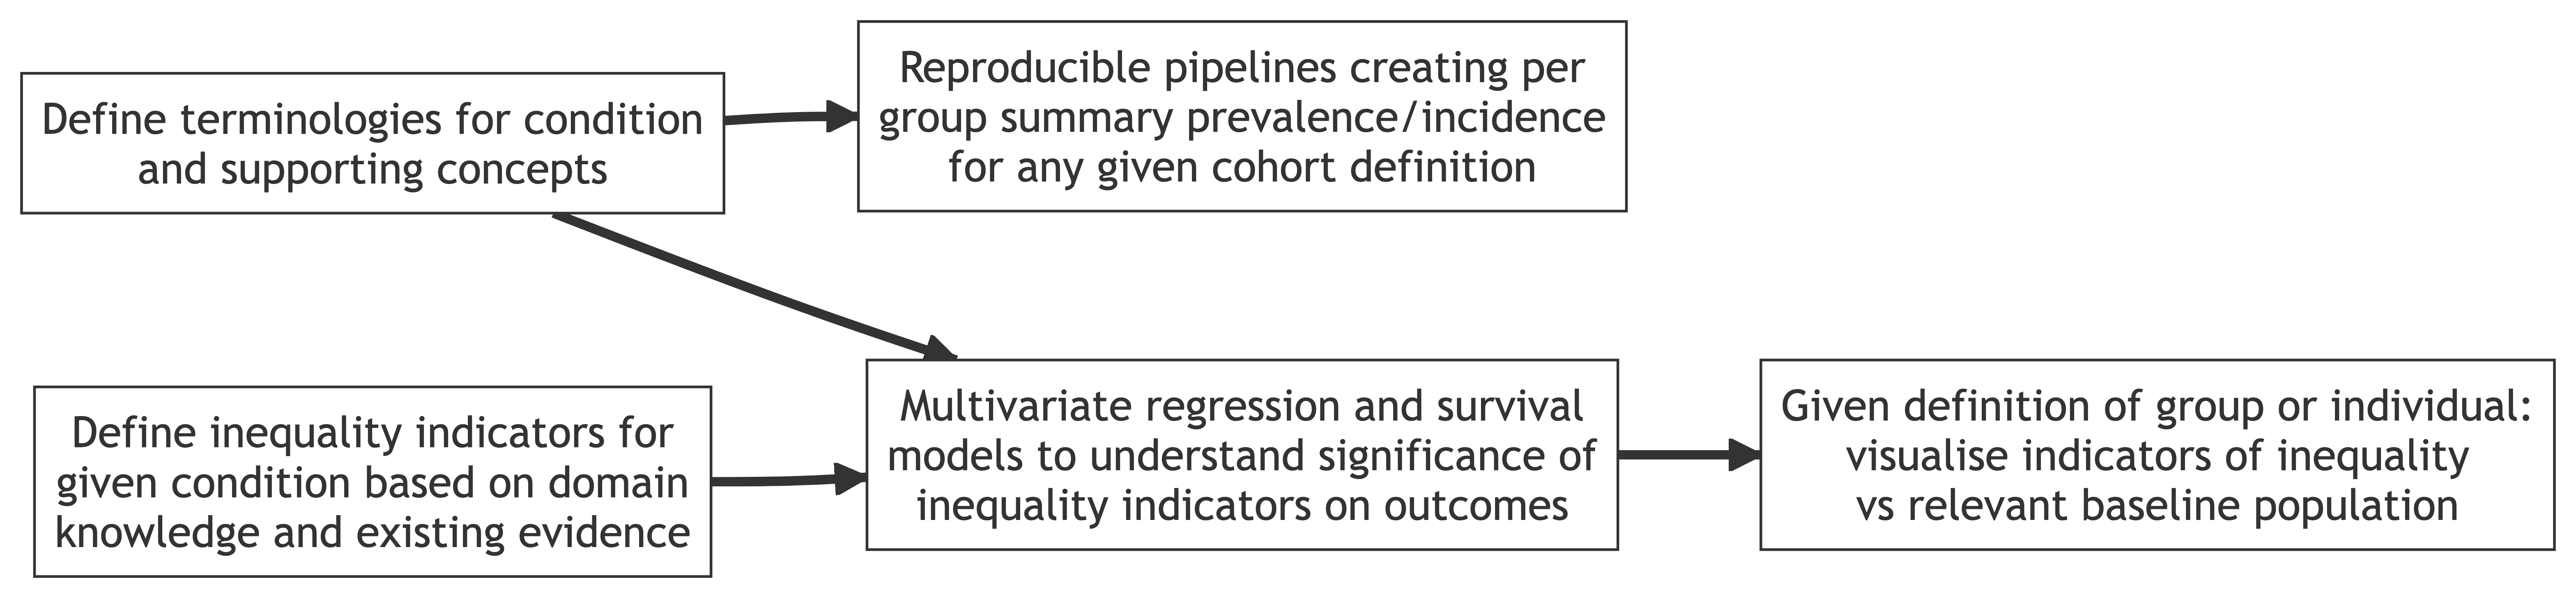 Define terminologies for condition
and supporting concepts
Reproducible pipelines creating per
group summary prevalence/incidence
for any given cohort definition
Define inequality indicators for
given condition based on domain
knowledge and existing evidence
Multivariate regression and survival
models to understand significance of
inequality indicators on outcomes
Given definition of group or individual:
visualise indicators of inequality
vs relevant baseline population